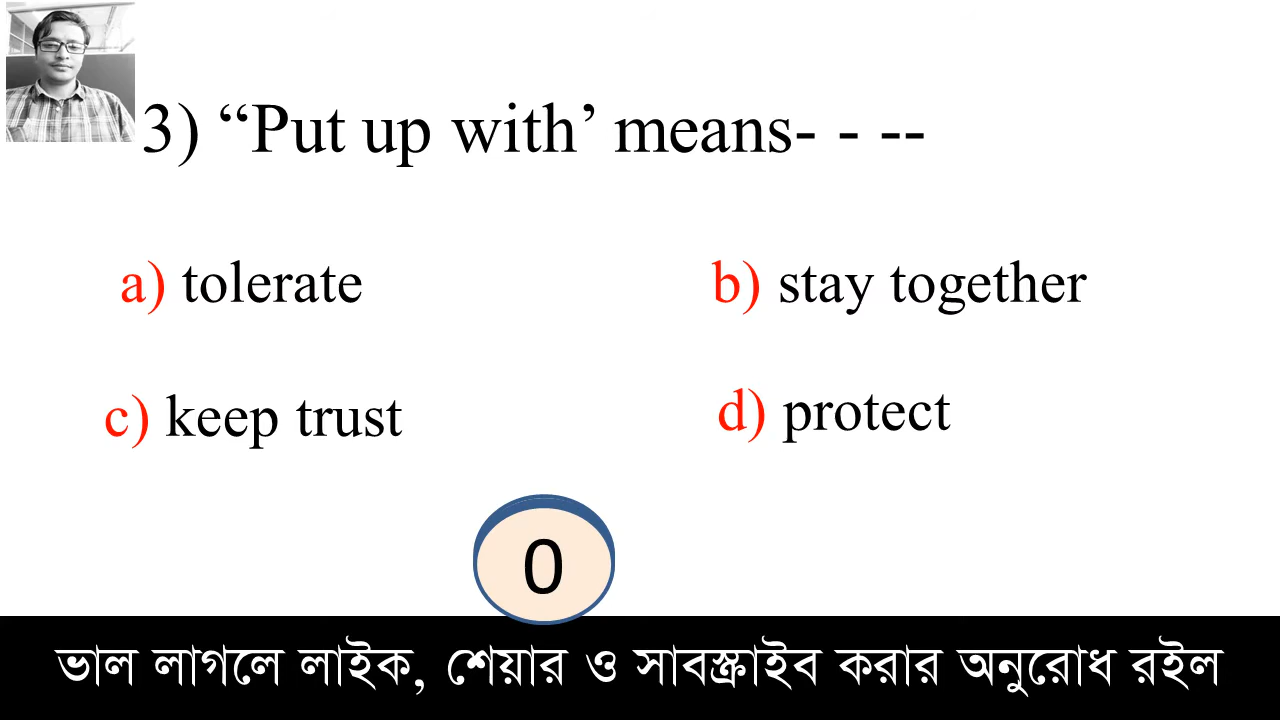 3) “Put up with’ means- - --
a) tolerate
b) stay together
c) keep trust
d) protect
0
ভাল লাগলে লাইক, শেয়ার ও সাবস্ক্রাইব করার অনুরোধ রইল